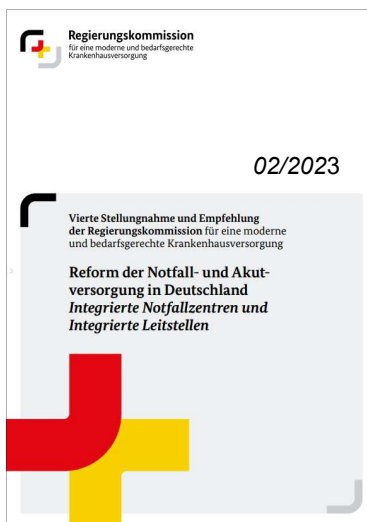 Regierungskommission
für eine moderne und bedarfsgerechte
Krankenhausversorgung
02/2023
Vierte Stellungnahme und Empfehlung
der Regierungskommission für eine moderne
und bedarfsgerechte Krankenhausversorgung
Reform der Notfall- und Akut-
versorgung in Deutschland
Integrierte Notfallzentren und
Integrierte Leitstellen